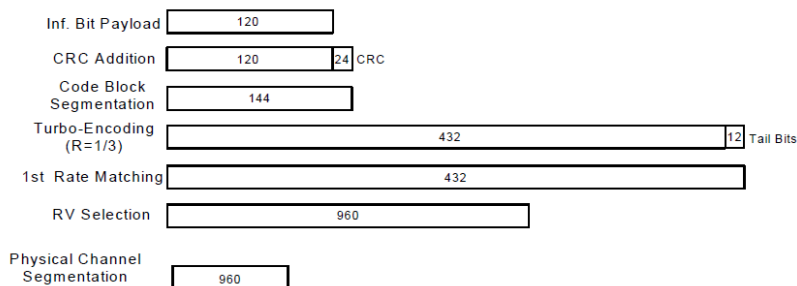 Inf. Bit Payload 120
CRC Addition 120 24 CRC
Code Block
Segmentation 144
Turbo-Encoding
(R=1/3) 432 12 Tail Bits
1st Rate Matching 432
RV Selection 960
Physical Channel
Segmentation 960